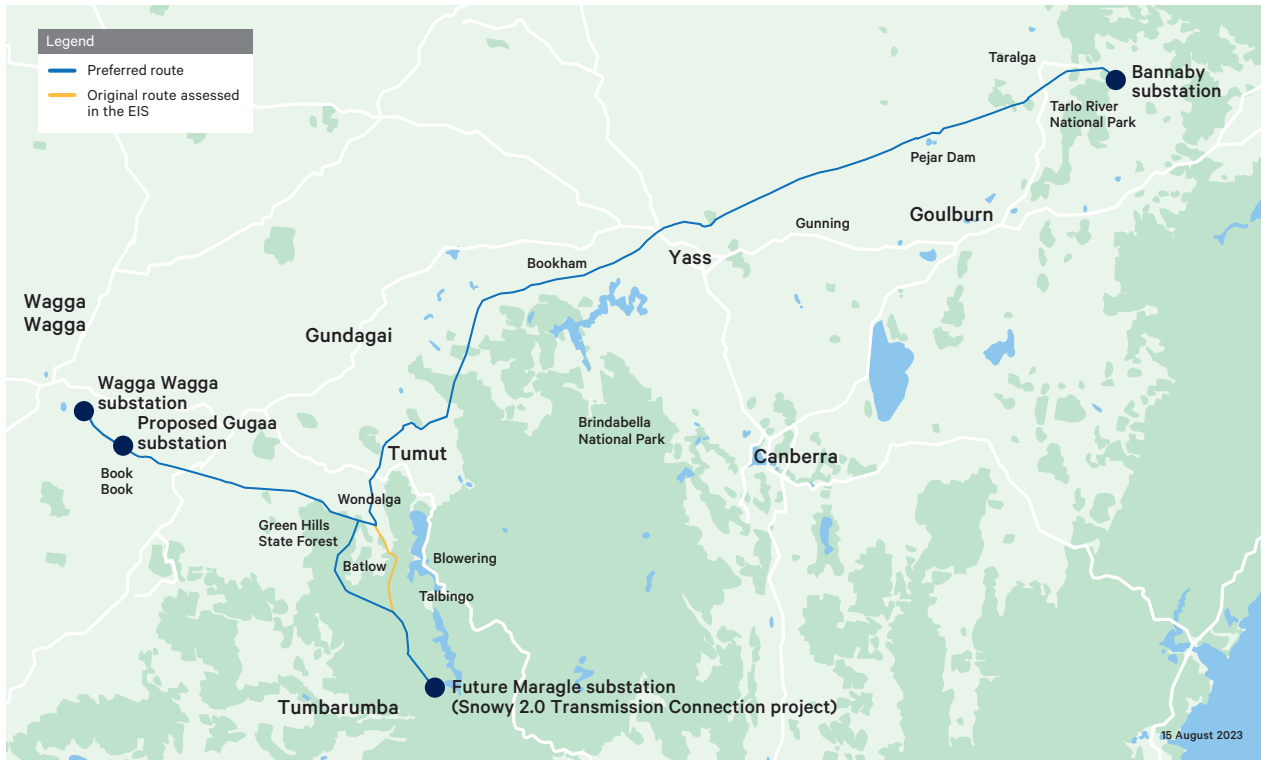 Legend
Preferred route
Original route assessed
in the EIS
Taralga
Bannaby
substation
Tarlo River
National Park
Pejar Dam
Goulburn
Gunning
Yass
Bookham
Wagga
Wagga
Gundagai
Wagga Wagga
substation
Proposed Gugaa
substation
Book
Book
Brindabella
National Park
Tumut
Canberra
Wondalga
Green Hills
State Forest
Batlow
Blowering
Talbingo
Future Maragle substation
(Snowy 2.0 Transmission Connection project)
Tumbarumba
15 August 2023